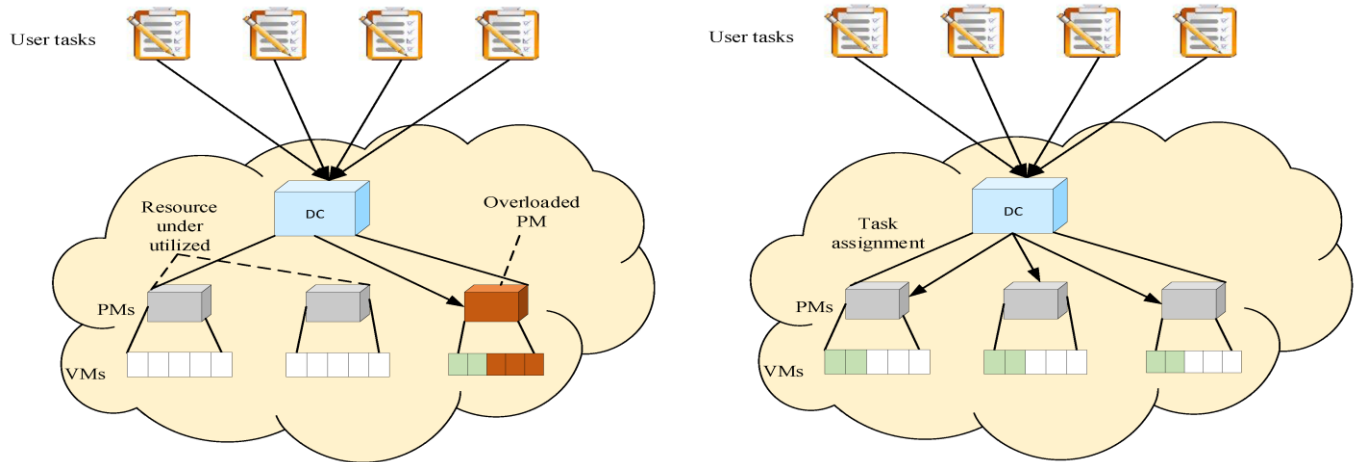 User tasks
DC
Resource
under
utilized
Overloaded
PM
PMs
VMs
User tasks
DC
Task
assignment
PMs
VMs